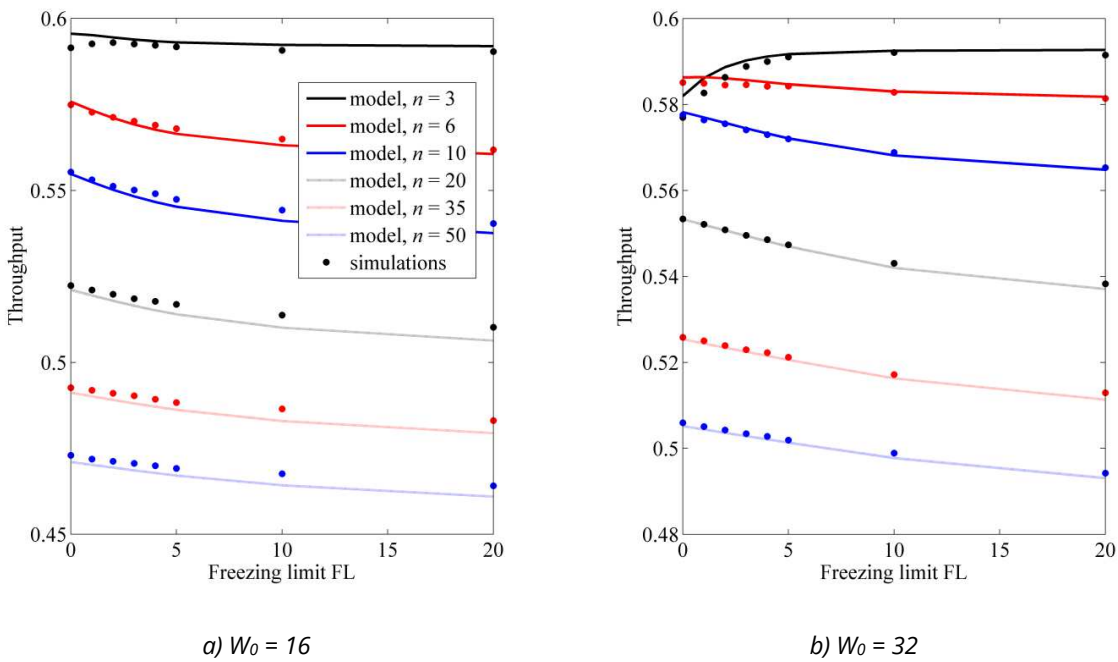 0.6
0.55
0.5
0.45
0
5
10
15
20
Throughput
Freezing limit FL
model, n = 3
model, n = 6
model, n = 10
model, n = 20
model, n = 35
model, n = 50
simulations
a) W0 = 16
0.6
0.58
0.56
0.54
0.52
0.5
0.48
0
5
10
15
20
Throughput
Freezing limit FL
b) W0 = 32